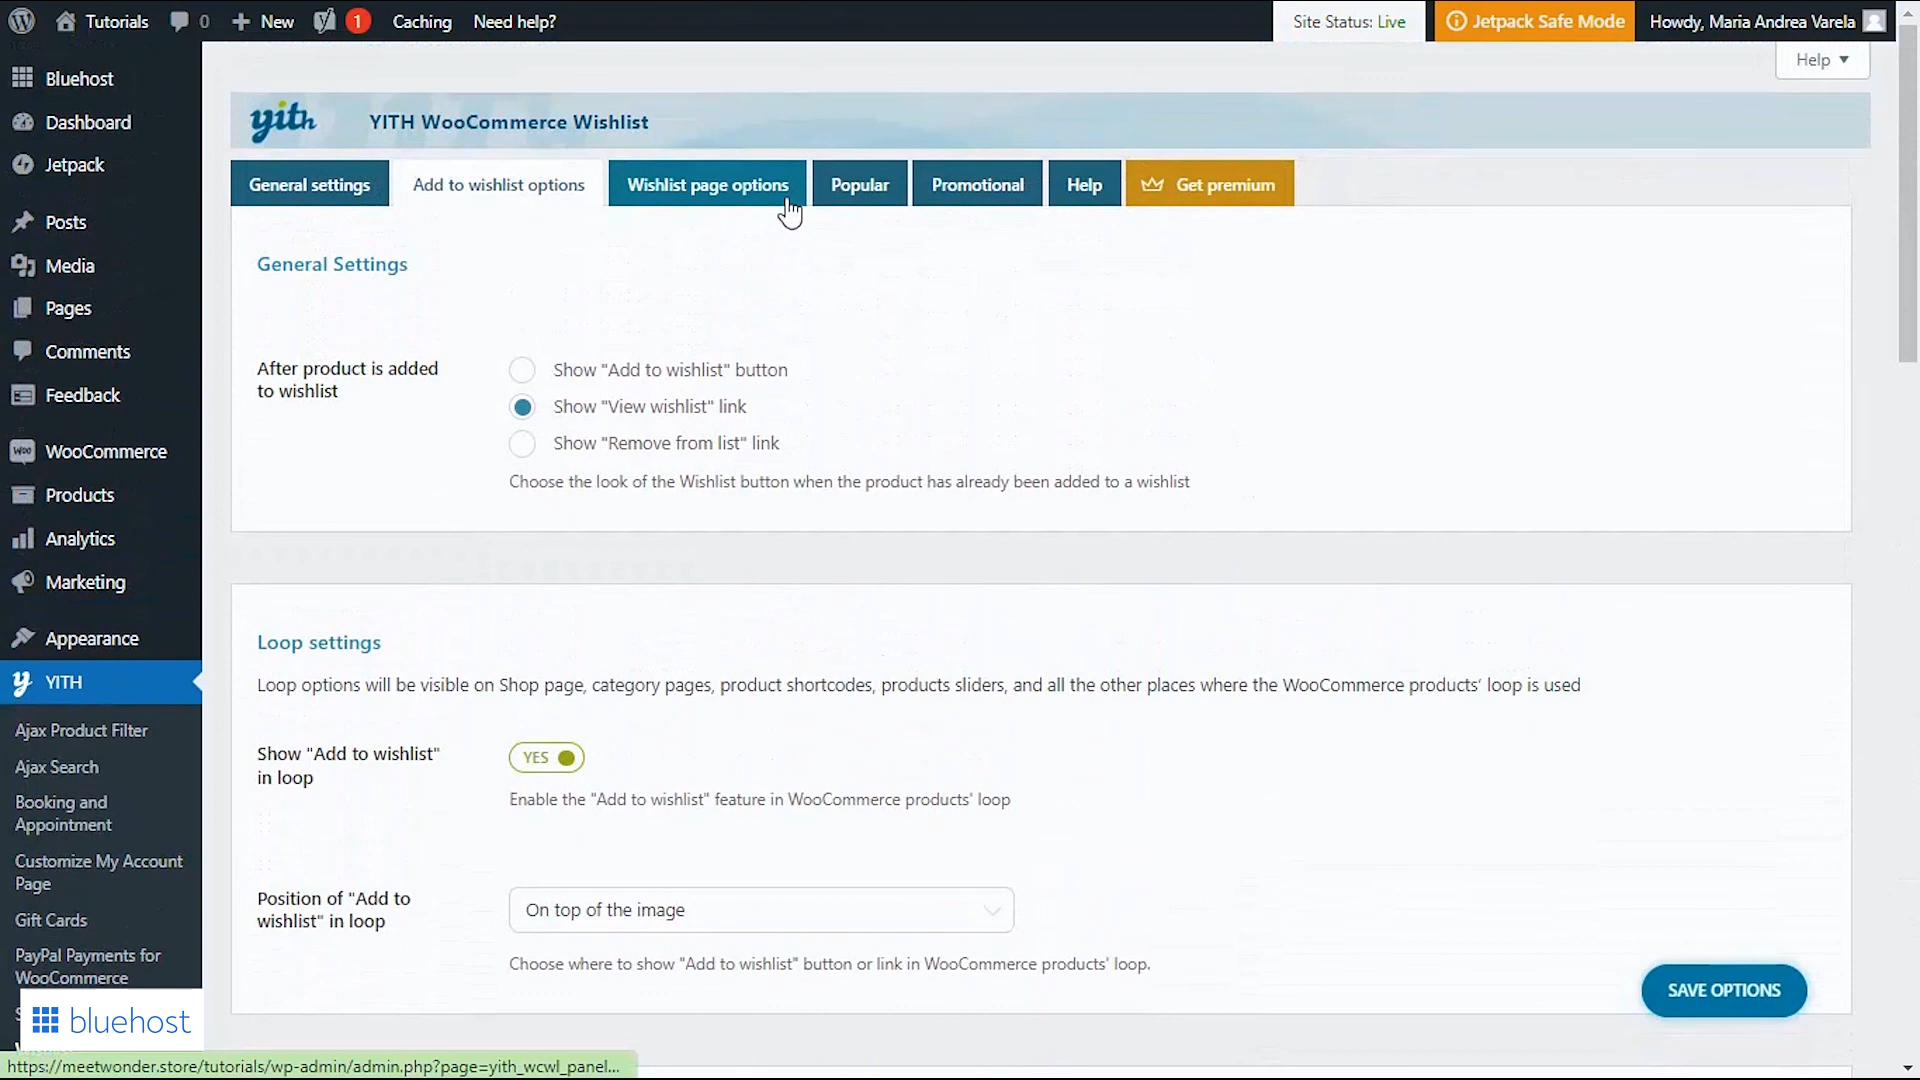 Tutorials
0
New
1
Caching
Need help?
Site Status: Live
Jetpack Safe Mode
Howdy, Maria Andrea Varela
Help
Bluehost
Dashboard
Jetpack
Posts
Media
Pages
Comments
Feedback
WooCommerce
Products
Analytics
Marketing
Appearance
YITH
Ajax Product Filter
Ajax Search
Booking and
Appointment
Customize My Account
Page
Gift Cards
PayPal Payments for
WooCommerce
bluehost
yith
YITH WooCommerce Wishlist
General settings
Add to wishlist options
Wishlist page options
Popular
Promotional
Help
Get premium
General Settings
After product is added
to wishlist
Show "Add to wishlist" button
Show "View wishlist" link
Show "Remove from list" link
Choose the look of the Wishlist button when the product has already been added to a wishlist
Loop settings
Loop options will be visible on Shop page, category pages, product shortcodes, products sliders, and all the other places where the WooCommerce products' loop is used
Show "Add to wishlist"
in loop
YES
Enable the "Add to wishlist" feature in WooCommerce products' loop
Position of "Add to
wishlist" in loop
On top of the image
Choose where to show "Add to wishlist" button or link in WooCommerce products' loop.
SAVE OPTIONS
https://meetwonder.store/tutorials/wp-admin/admin.php?page=yith_wcwl_panel...